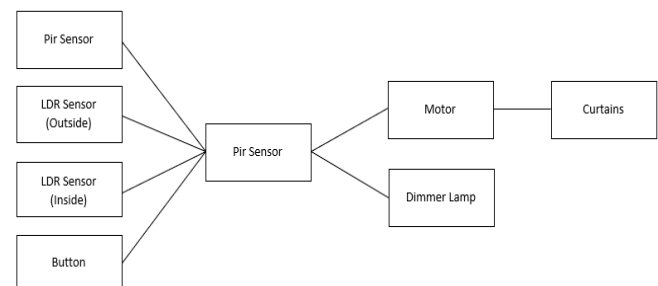 Pir Sensor
LDR Sensor
(Outside)
LDR Sensor
(Inside)
Button
Pir Sensor
Motor
Dimmer Lamp
Curtains